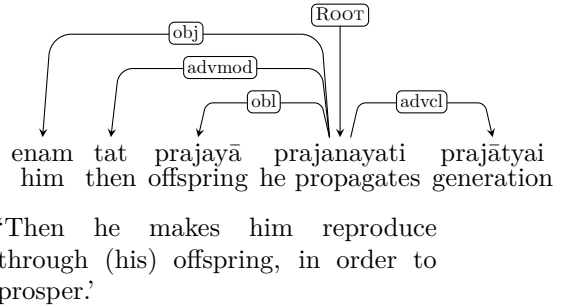 ROOT
obj
advmod
obl advcl
enam tat prajayā prajanayati prajātyai
him then offspring he propagates generation
‘Then he makes him reproduce
through (his) offspring, in order to
prosper.’